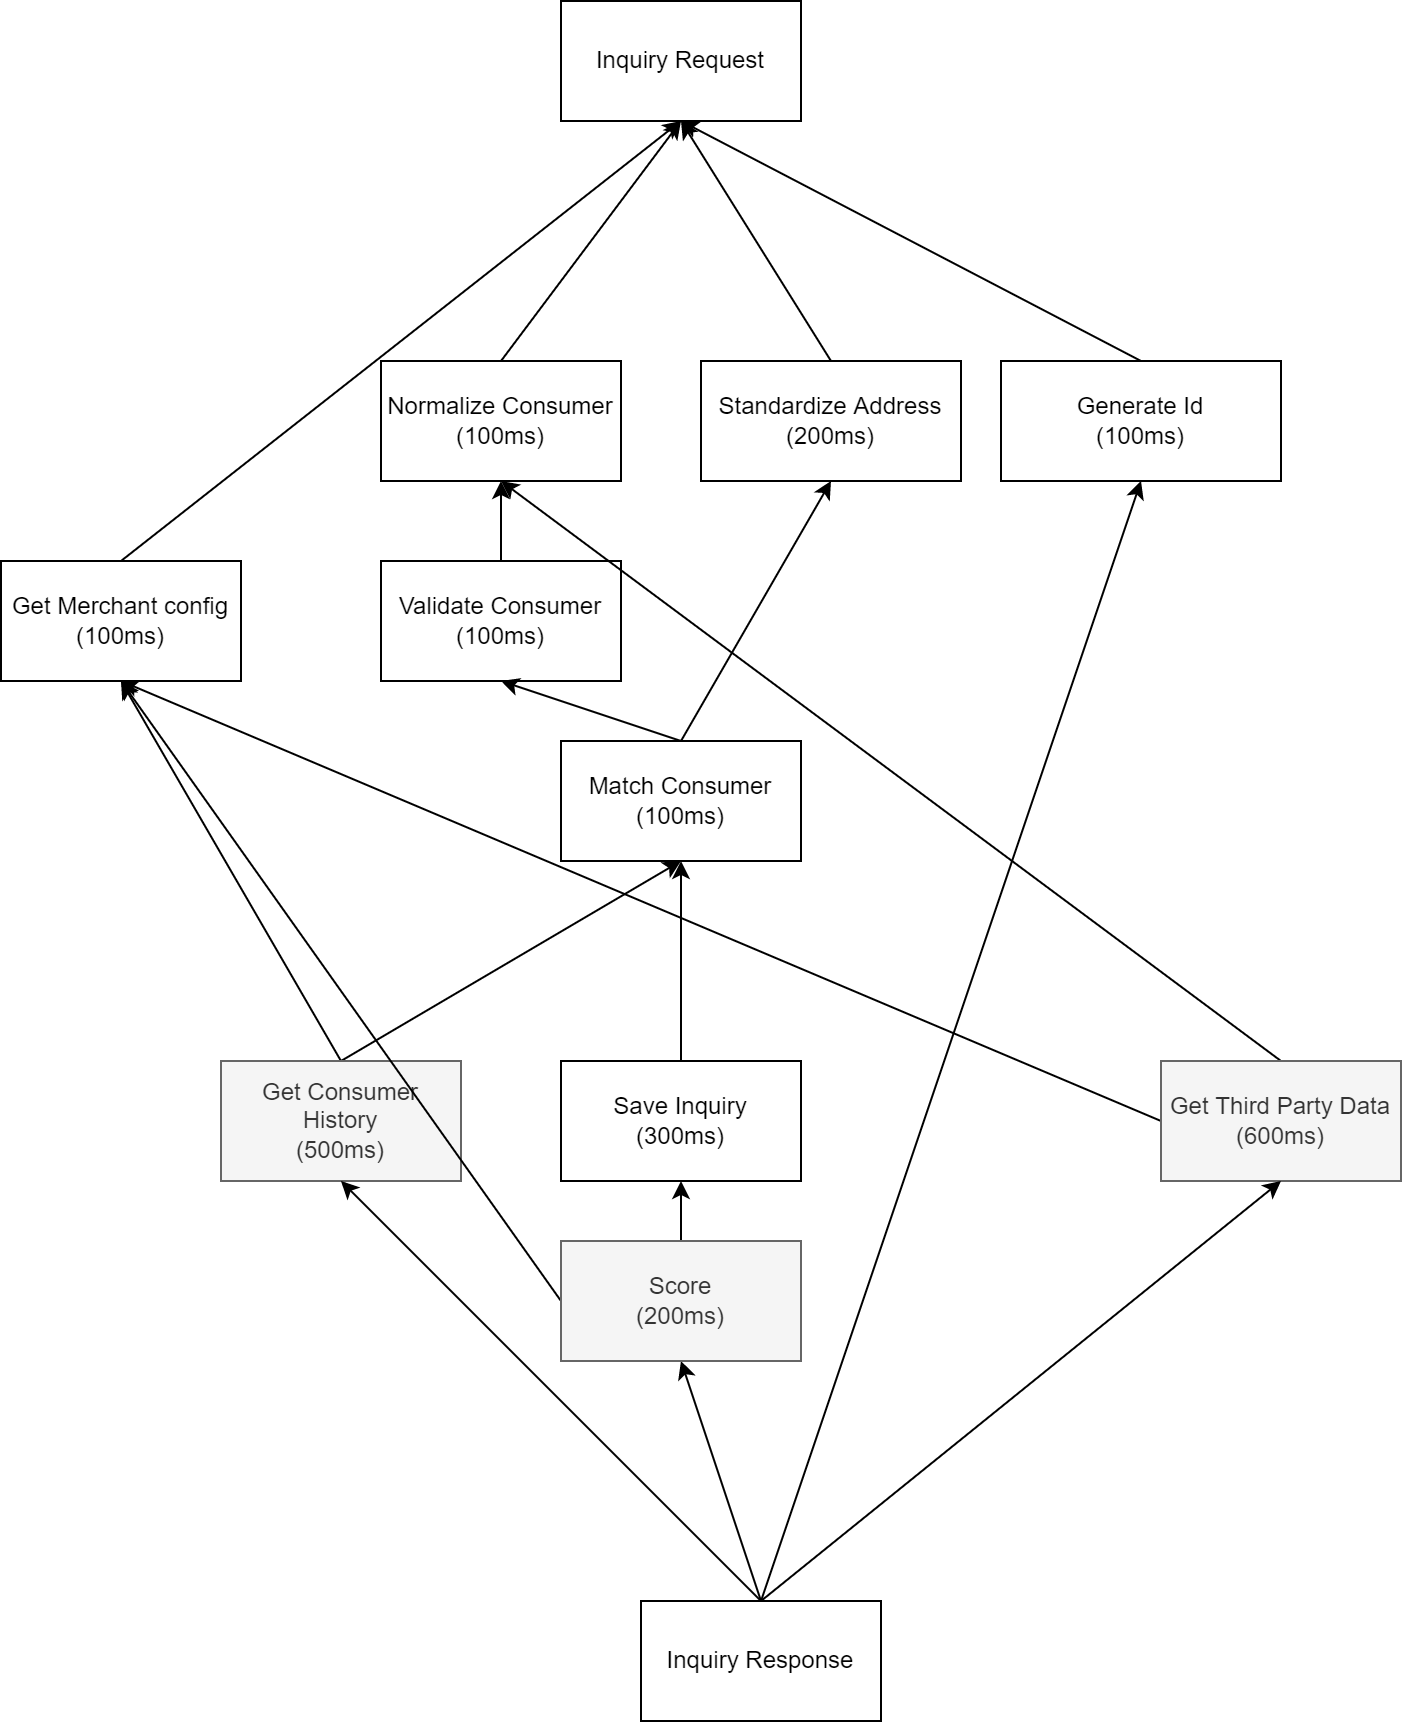 Inquiry Request
Normalize Consumer
(100ms)
Standardize Address
(200ms)
Generate Id
(100ms)
Get Merchant config
(100ms)
Validate Consumer
(100ms)
Match Consumer
(100ms)
Get Consumer
History
(500ms)
Save Inquiry
(300ms)
Get Third Party Data
(600ms)
Score
(200ms)
Inquiry Response